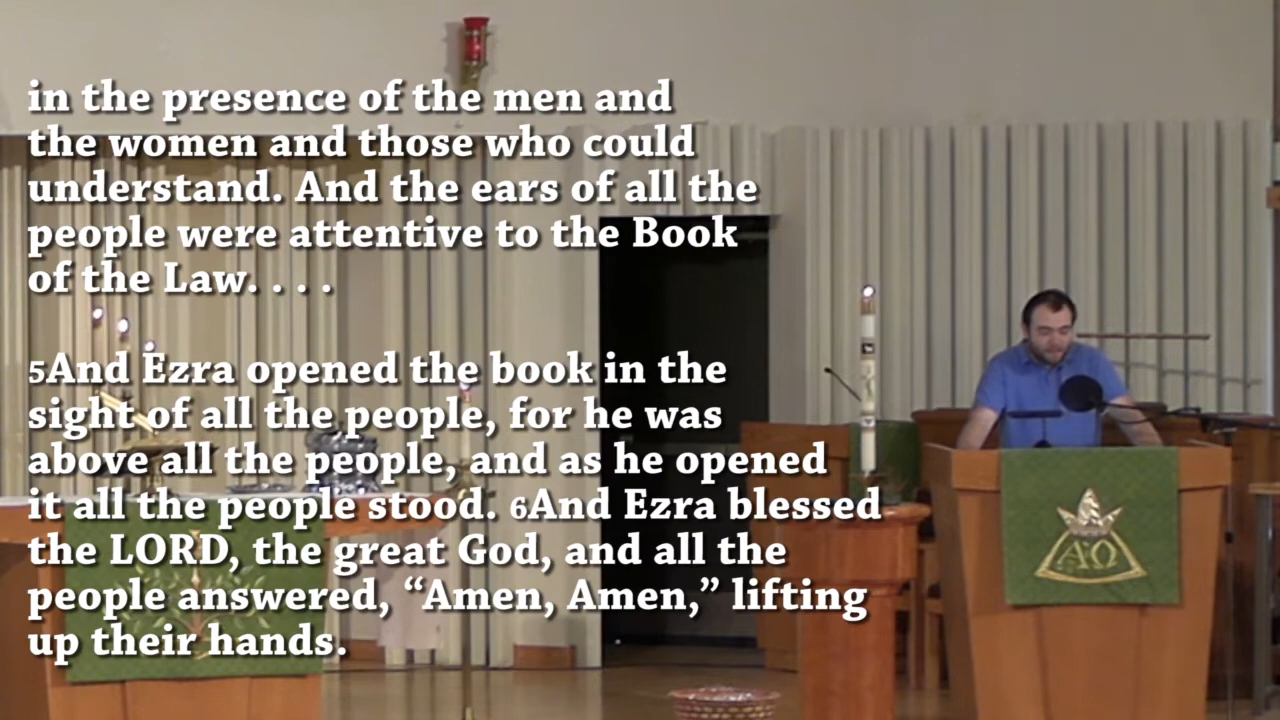 in the presence of the men and
the women and those who could
understand. And the ears of all the
people were attentive to the Book
of the Law. . . .
5And Ezra opened the book in the
sight of all the people, for he was
above all the people, and as he opened
it all the people stood. 6And Ezra blessed
the LORD, the great God, and all the
people answered, “Amen, Amen,” lifting
up their hands.
ΑΩ